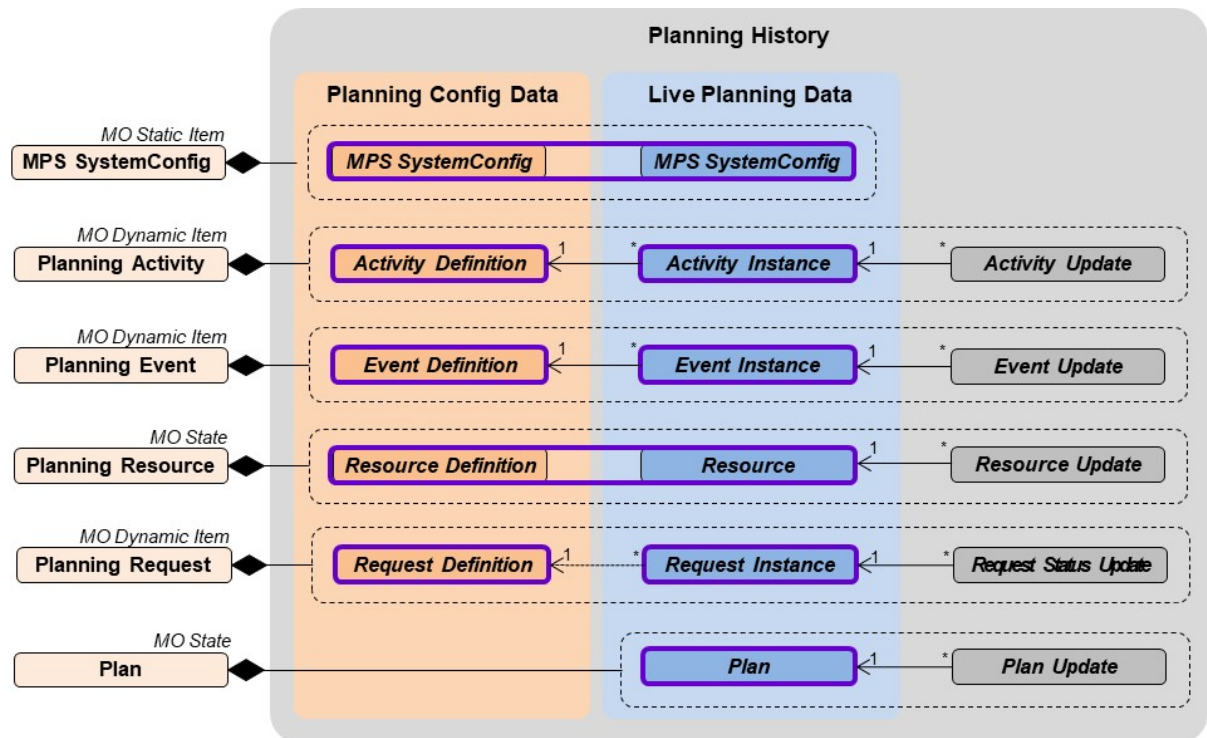 Planning History
Planning Config Data
Live Planning Data
MO Static Item
MPS SystemConfig
MPS SystemConfig
MPS SystemConfig
MO Dynamic Item
Planning Activity
Activity Definition
1
*
Activity Instance
1
*
Activity Update
MO Dynamic Item
Planning Event
Event Definition
1
*
Event Instance
1
*
Event Update
MO State
Planning Resource
Resource Definition
Resource
1
*
Resource Update
MO Dynamic Item
Planning Request
Request Definition
1
*
Request Instance
1
*
Request Status Update
MO State
Plan
Plan
1
*
Plan Update